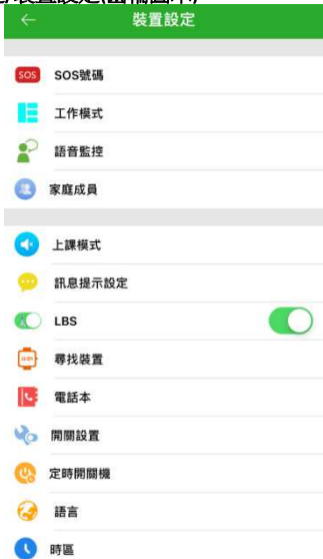 裝置設定
SOS SOS號碼
工作模式
語音監控
家庭成員
上課模式
訊息提示設定
LBS
尋找裝置
電話本
開關設置
定時開關機
語言
時區